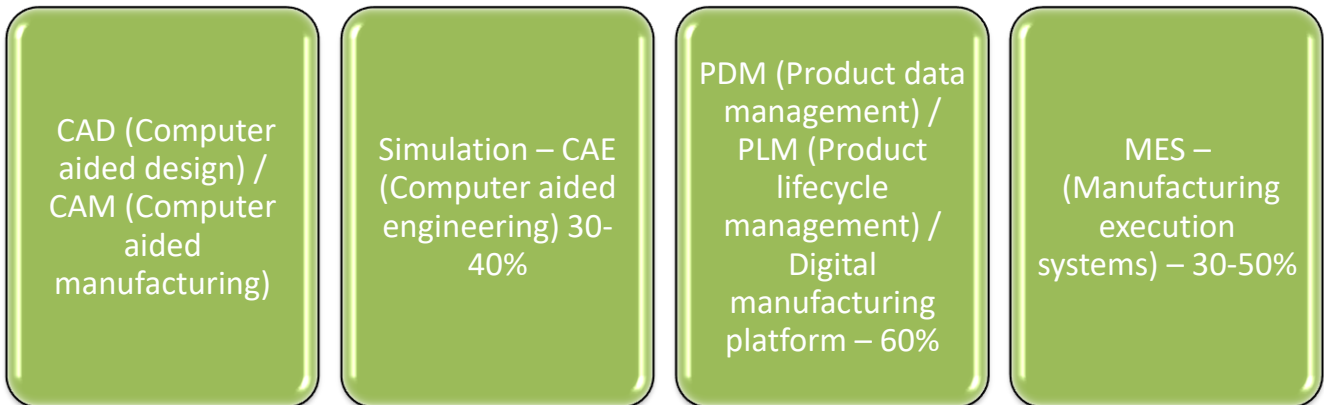 CAD (Computer
aided design) /
CAM (Computer
aided
manufacturing)
Simulation – CAE
(Computer aided
engineering) 30-
40%
PDM (Product data
management) /
PLM (Product
lifecycle
management) /
Digital
manufacturing
platform – 60%
MES –
(Manufacturing
execution
systems) – 30-50%